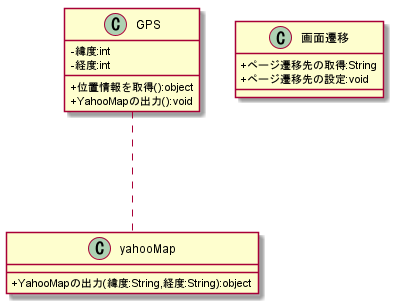 C GPS
-緯度:int
-経度:int
+位置情報を取得():object
+YahooMapの出力():void
C 画面遷移
+ページ遷移先の取得:String
+ページ遷移先の設定:void
C yahooMap
+YahooMapの出力(緯度:String,経度:String):object